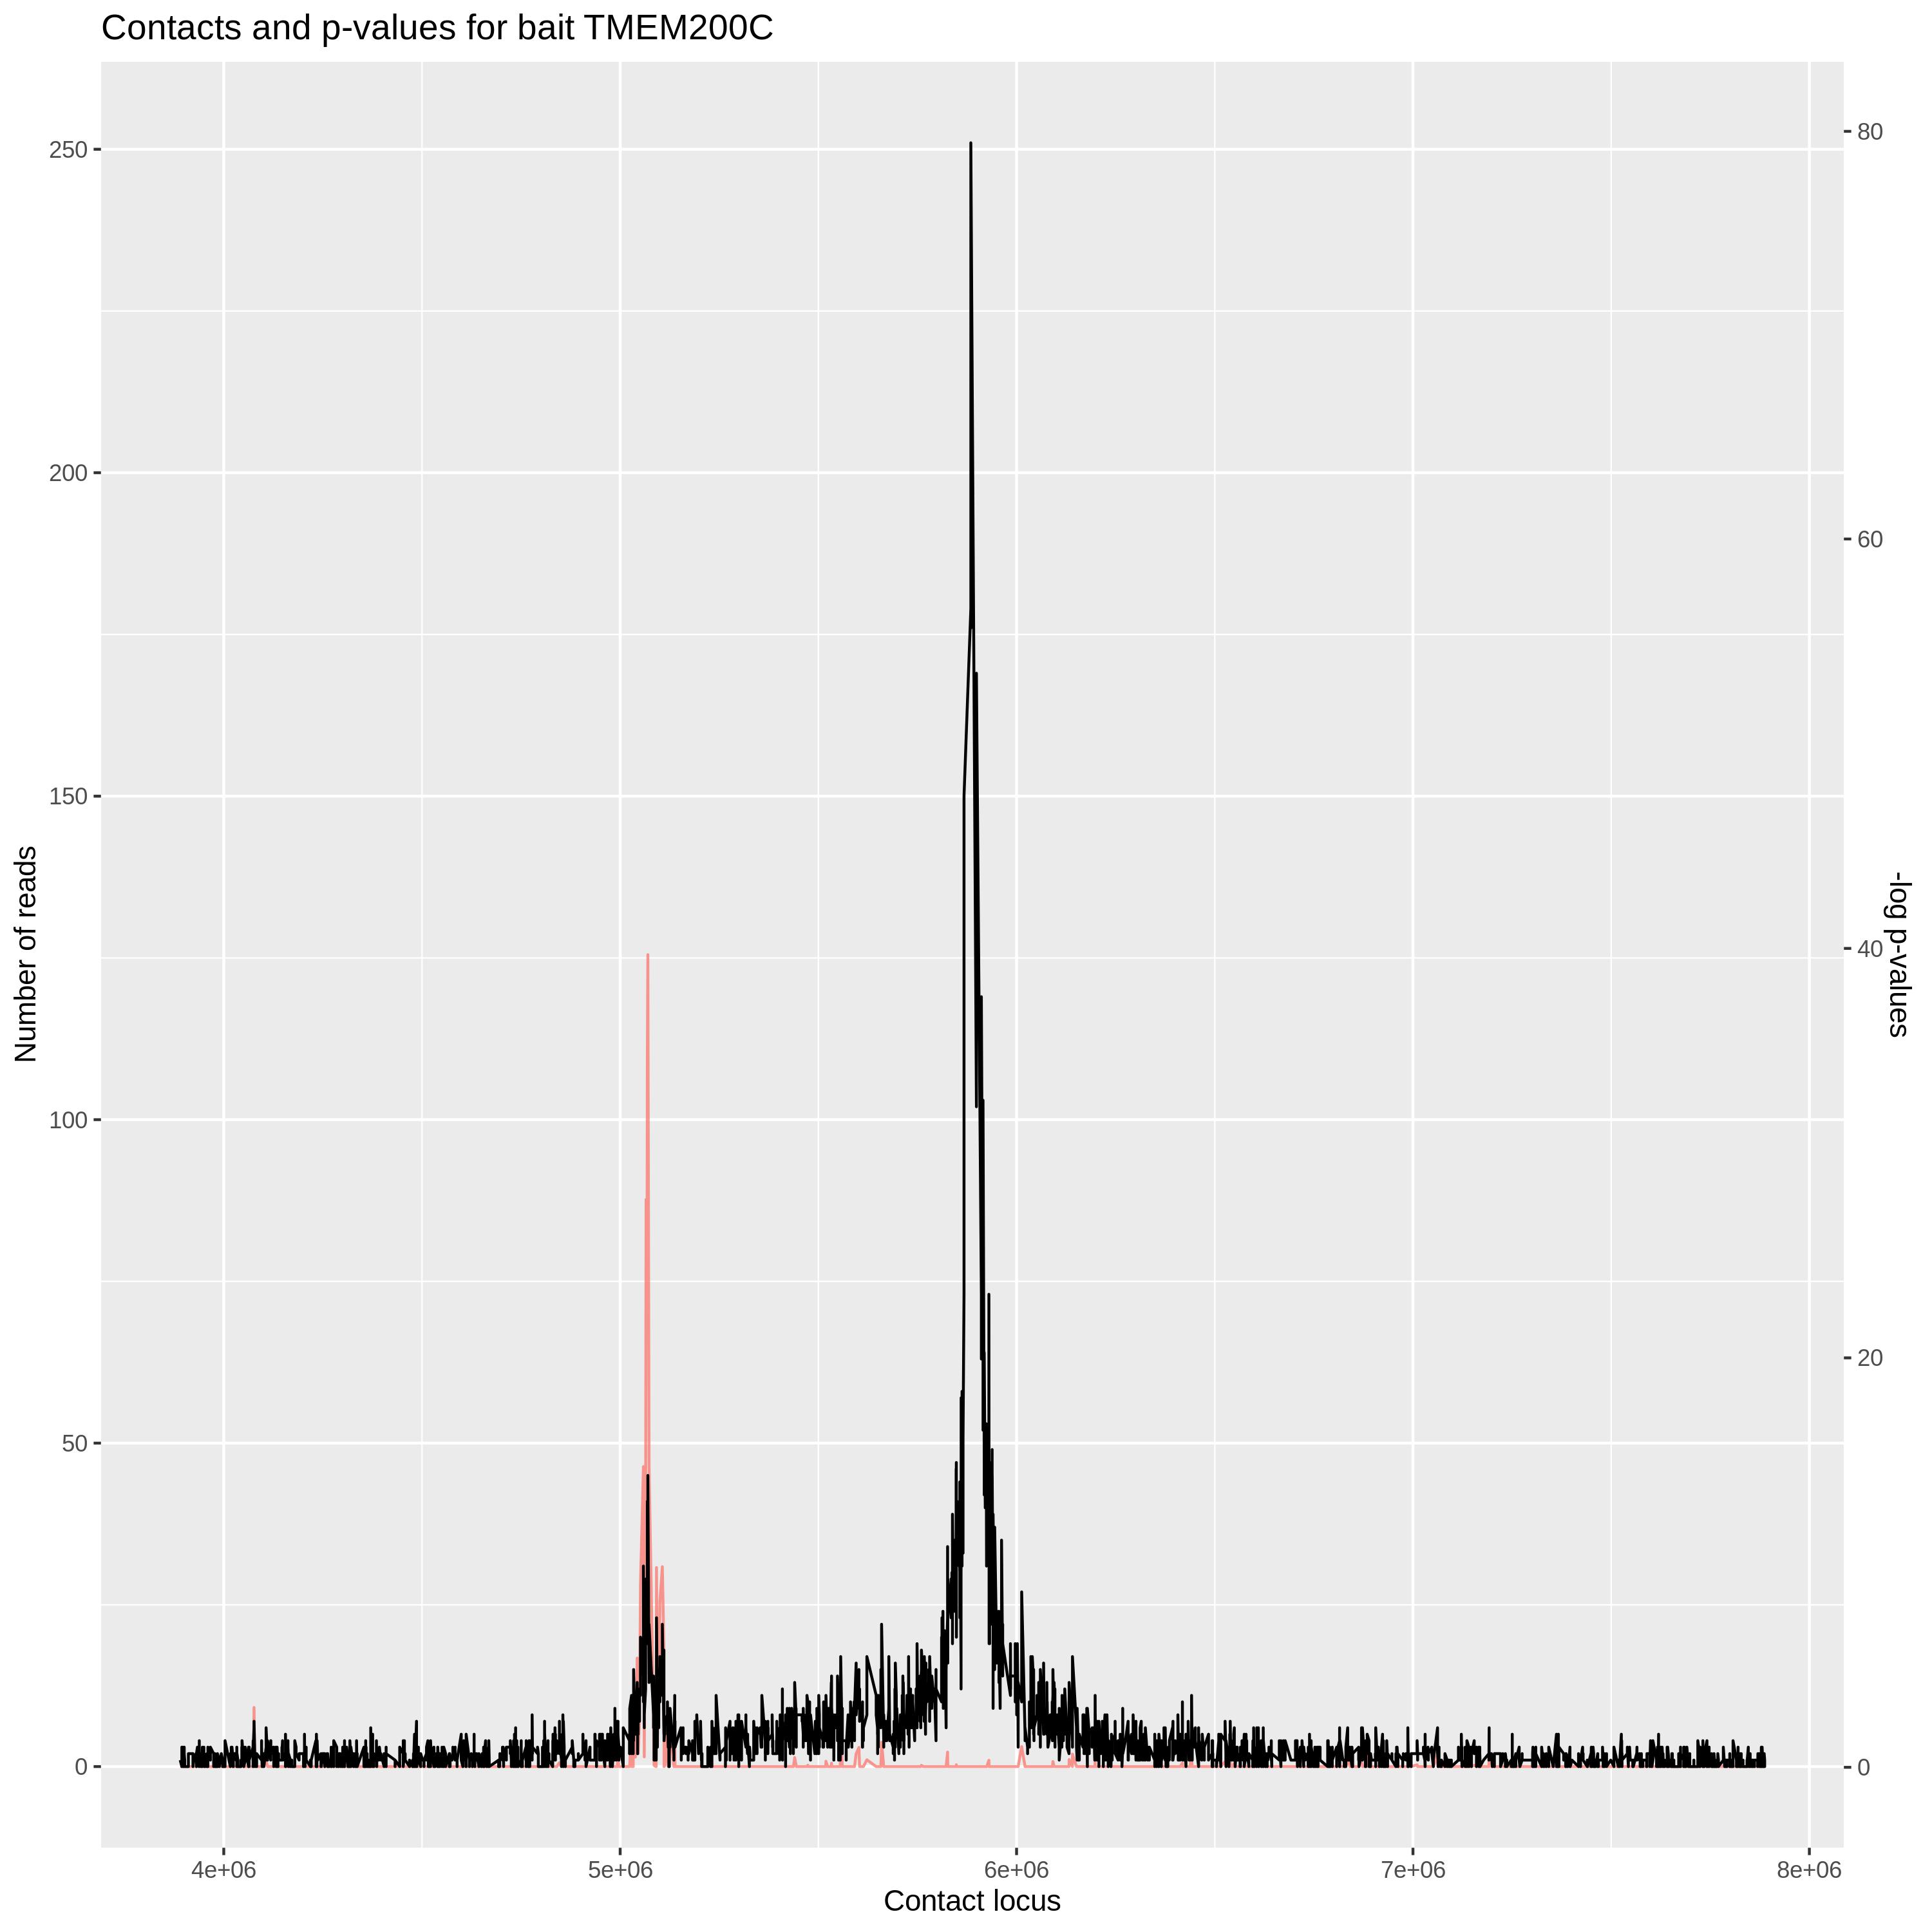 Contacts and p-values for bait TMEM200C
250
200
150
100
50
0
Number of reads
80
60
40
20
0
-log p-values
4e+06 5e+06 6e+06 7e+06 8e+06
Contact locus